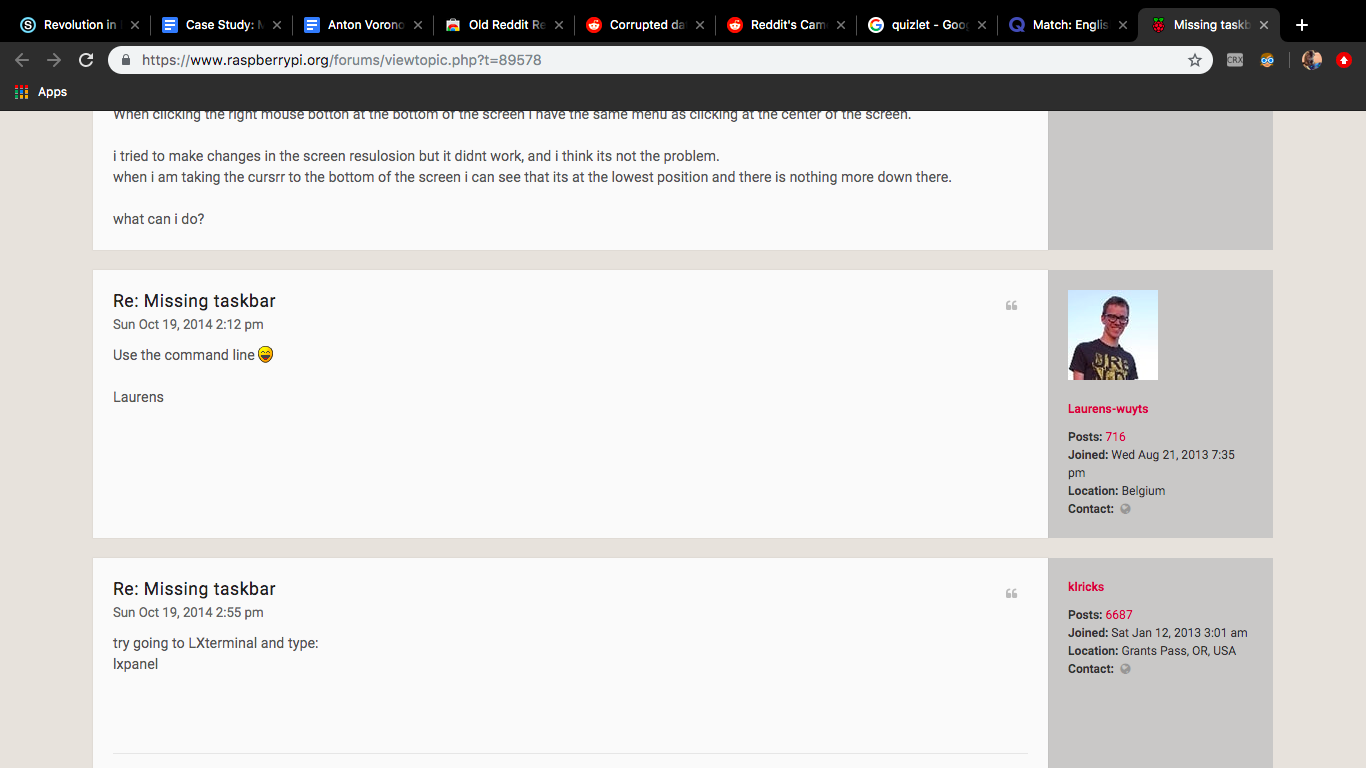 Revolution in
Case Study: M
Anton Vorono
Old Reddit Re
Corrupted da
Reddit's Cam
quizlet - Goo
Match: Englis
Missing taskb
https://www.raspberrypi.org/forums/viewtopic.php?t=89578
CRX
Apps
When clicking the right mouse botton at the bottom of the screen i have the same menu as clicking at the center of the screen.
i tried to make changes in the screen resulosion but it didnt work, and i think its not the problem.
when i am taking the cursrr to the bottom of the screen i can see that its at the lowest position and there is nothing more down there.
what can i do?
Re: Missing taskbar
Sun Oct 19, 2014 2:12 pm
Use the command line
Laurens
Laurens-wuyts
Posts: 716
Joined: Wed Aug 21, 2013 7:35
pm
Location: Belgium
Contact:
Re: Missing taskbar
Sun Oct 19, 2014 2:55 pm
try going to LXterminal and type:
lxpanel
klricks
Posts: 6687
Joined: Sat Jan 12, 2013 3:01 am
Location: Grants Pass, OR, USA
Contact: